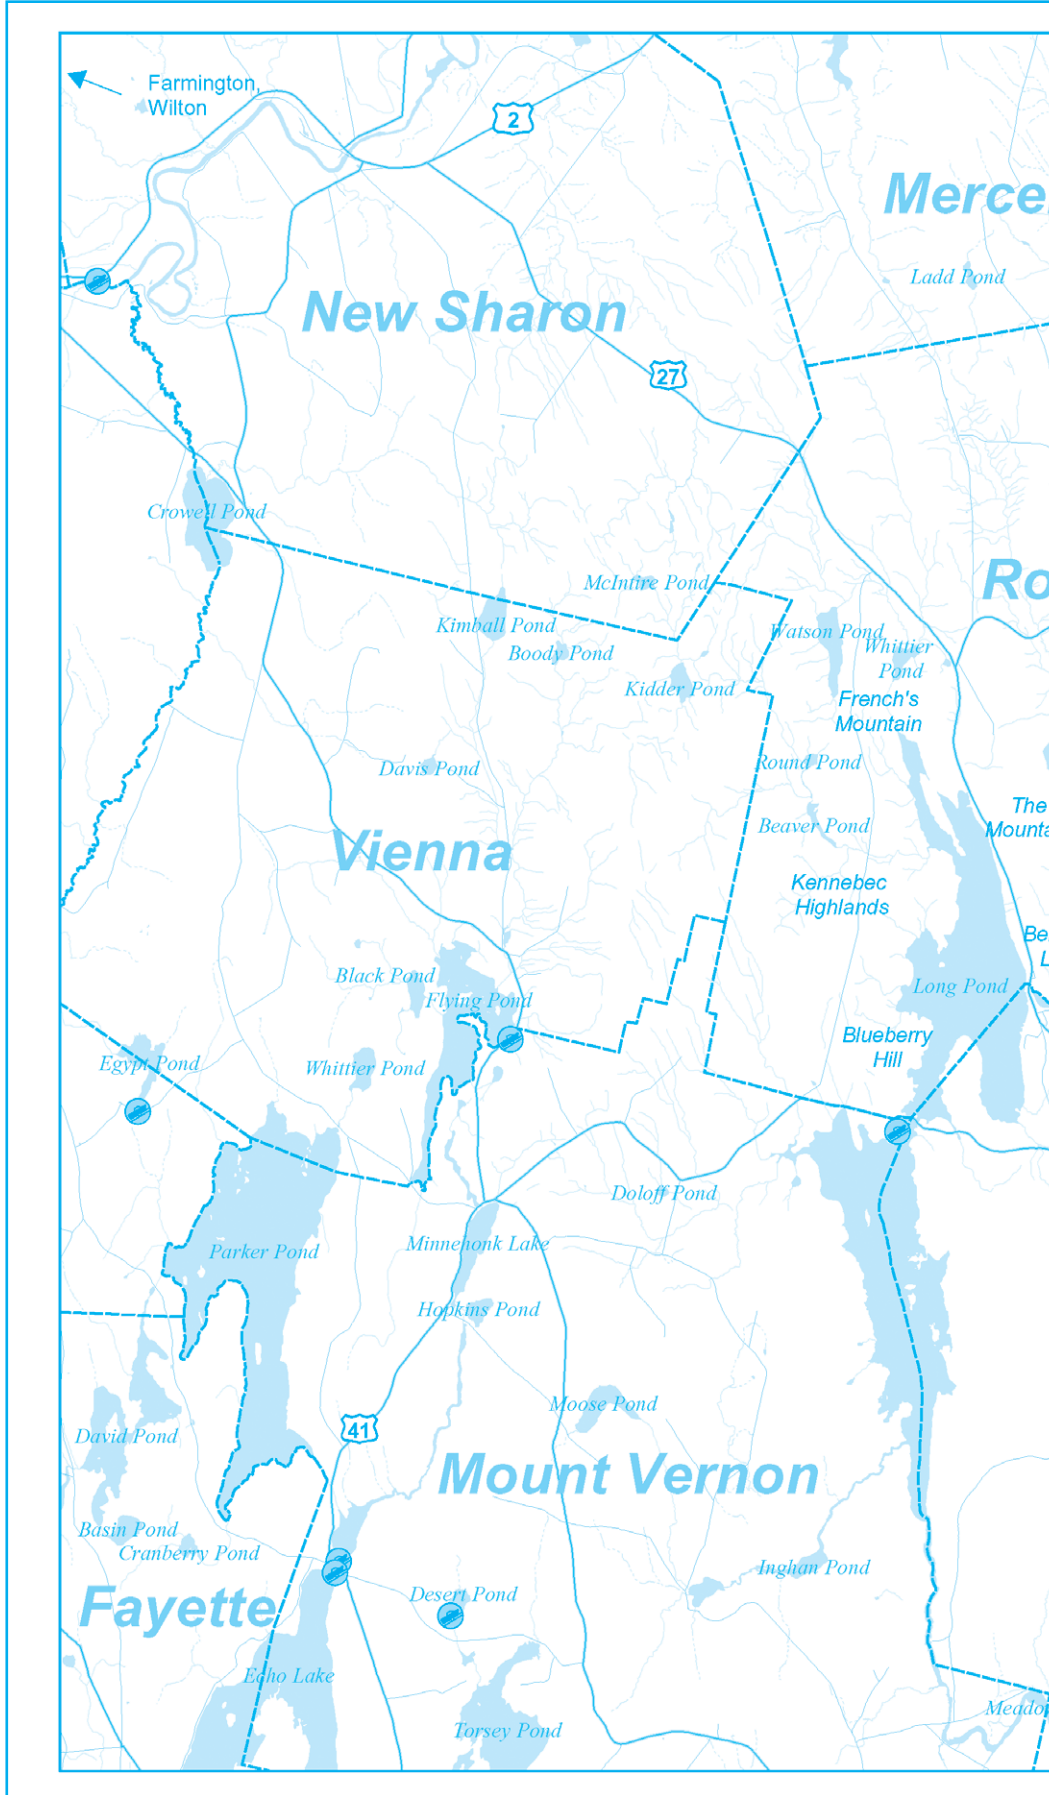 Farmington,
Wilton
2
Merce
Ladd Pond
New Sharon
27
Crowell Pond
McIntire Pond
Ro
Kimball Pond
Boody Pond
Watson Pond
Whittier
Pond
Kidder Pond
French's
Mountain
Davis Pond
Round Pond
The
Mounta
Beaver Pond
Vienna
Kennebec
Highlands
Be
L
Black Pond
Flying Pond
Long Pond
Blueberry
Hill
Egypt Pond
Whittier Pond
Doloff Pond
Parker Pond
Minnehonk Lake
Hopkins Pond
Moose Pond
41
David Pond
Mount Vernon
Basin Pond
Cranberry Pond
Inghan Pond
Desert Pond
Fayette
Echo Lake
Meado
Torsey Pond